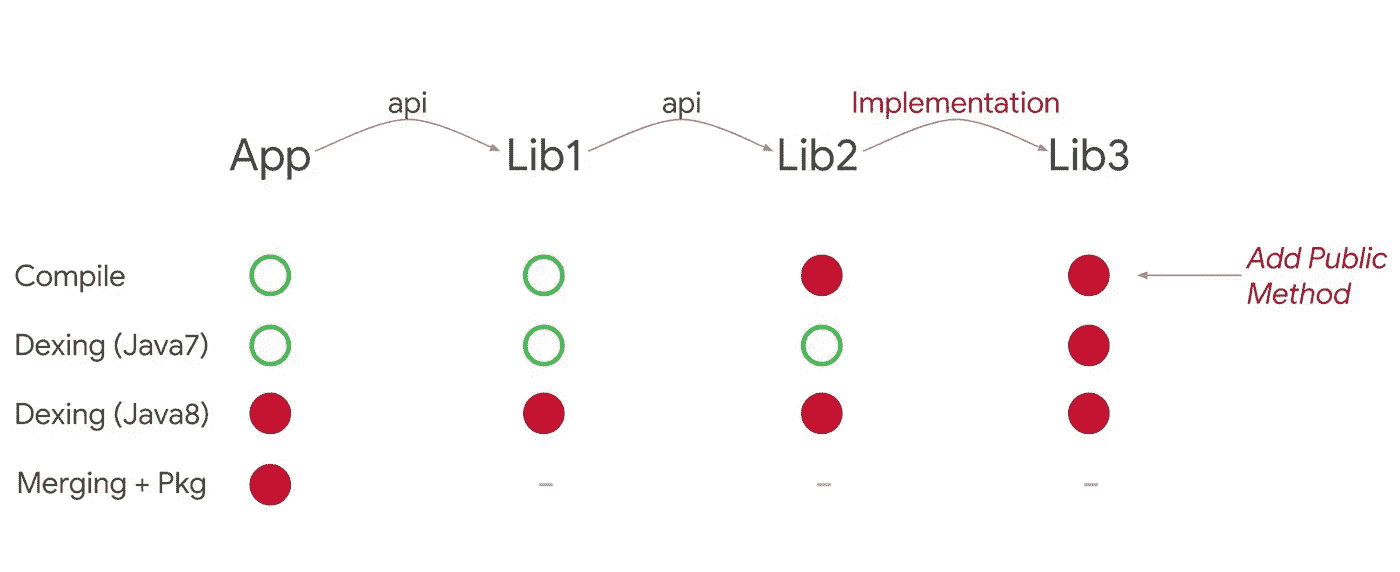 api
api
Implementation
App
Lib1
Lib2
Lib3
Compile
Add Public
Method
Dexing (Java7)
Dexing (Java8)
Merging + Pkg
-
-
-